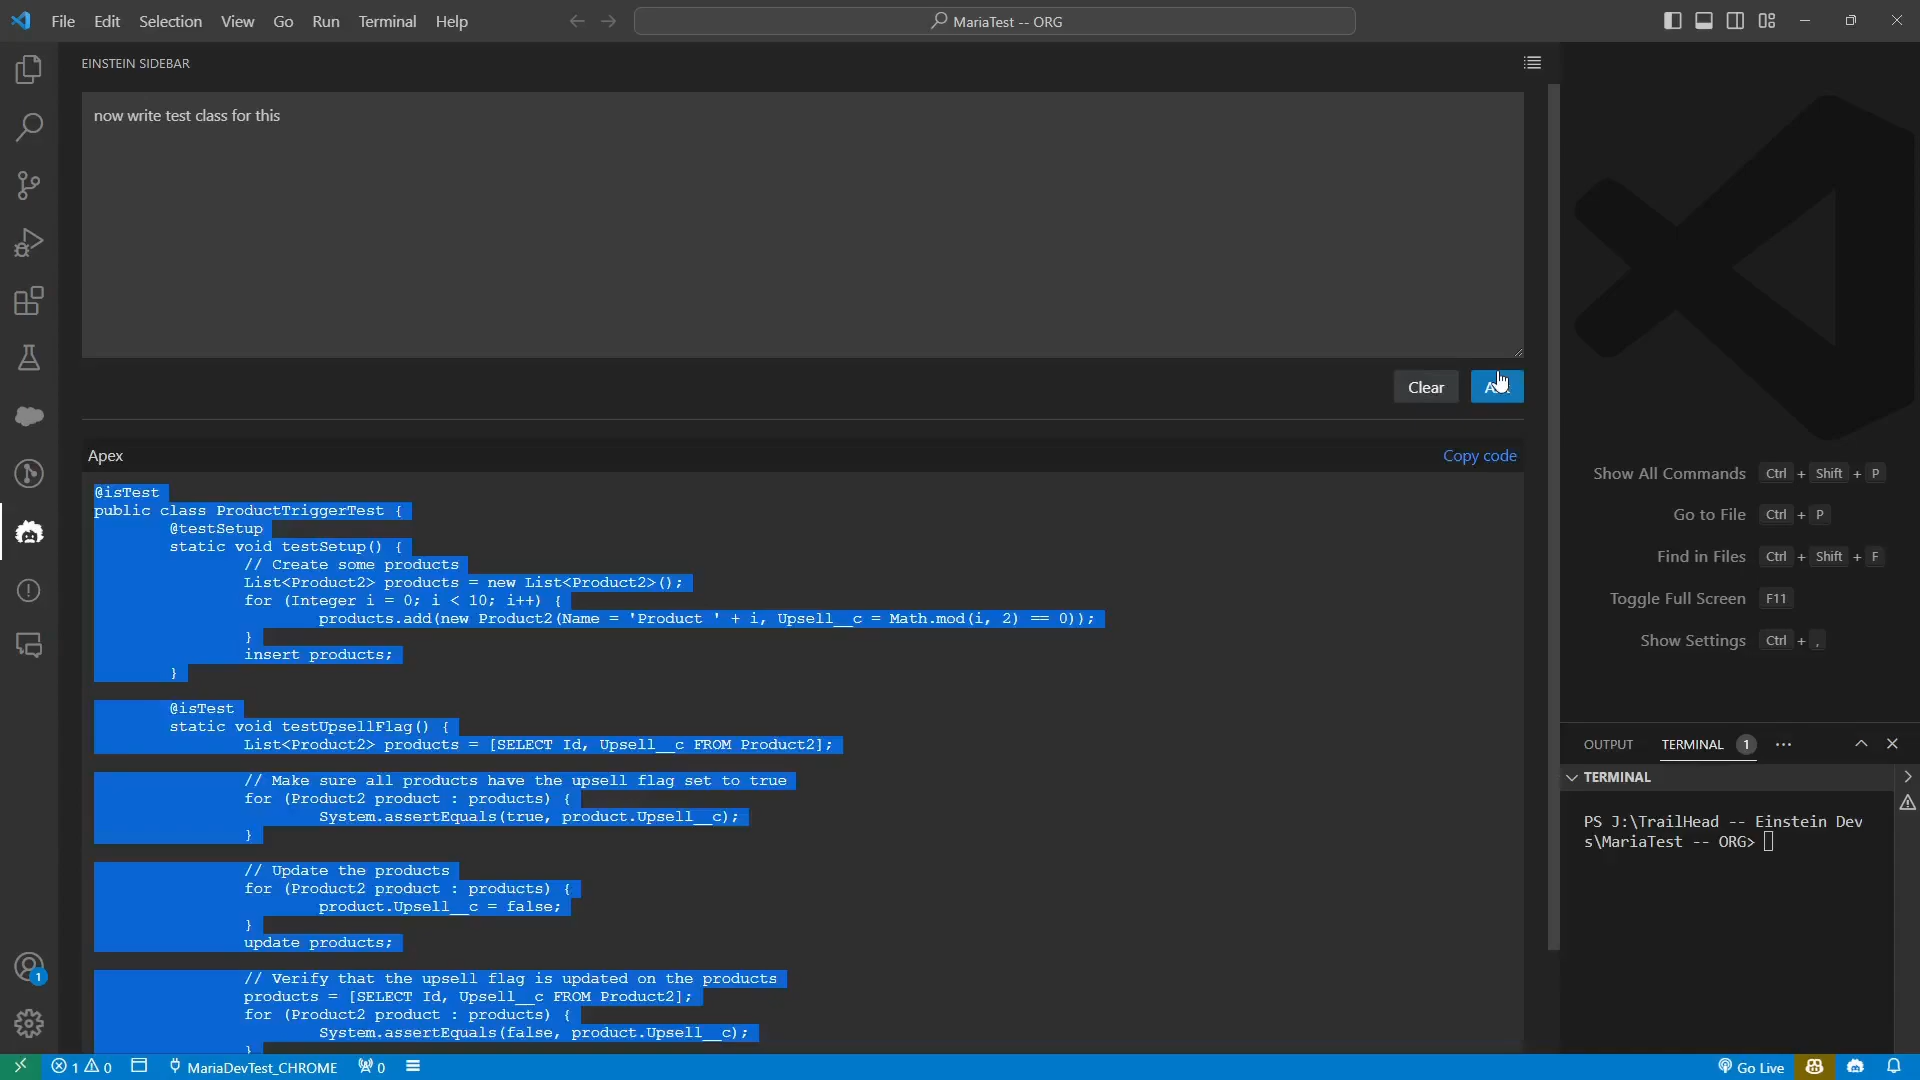 File Edit Selection View Go Run Terminal Help
MariaTest -- ORG
EINSTEIN SIDEBAR
now write test class for this
Clear
Apex
Copy code
@isTest
public class ProductTriggerTest {
@testSetup
static void testSetup() {
// Create some products
List<Product2> products = new List<Product2>();
for (Integer i = 0; i < 10; i++) {
products.add(new Product2(Name = 'Product ' + i, Upsell__c = Math.mod(i, 2) == 0));
}
insert products;
}
@isTest
static void testUpsellFlag() {
List<Product2> products = [SELECT Id, Upsell__c FROM Product2];
// Make sure all products have the upsell flag set to true
for (Product2 product : products) {
System.assertEquals(true, product.Upsell__c);
}
// Update the products
for (Product2 product : products) {
product.Upsell__c = false;
}
update products;
// Verify that the upsell flag is updated on the products
products = [SELECT Id, Upsell__c FROM Product2];
for (Product2 product : products) {
System.assertEquals(false, product.Upsell__c);
}
Show All Commands Ctrl + Shift + P
Go to File Ctrl + P
Find in Files Ctrl + Shift + F
Toggle Full Screen F11
Show Settings Ctrl + ,
OUTPUT TERMINAL 1 ···
TERMINAL
PS J:\TrailHead -- Einstein Dev
s\MariaTest -- ORG>
1
1 0 MariaDevTest_CHROME 0 Go Live